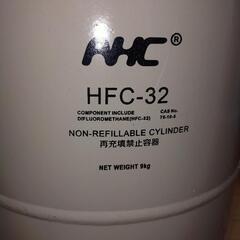 AHC®
HFC-32
COMPONENT INCLUDE CAS No.
DIFLUOROMETHANE(HFC-32) 75-10-5
NON-REFILLABLE CYLINDER
再充填禁止容器
NET WEIGHT 9kg